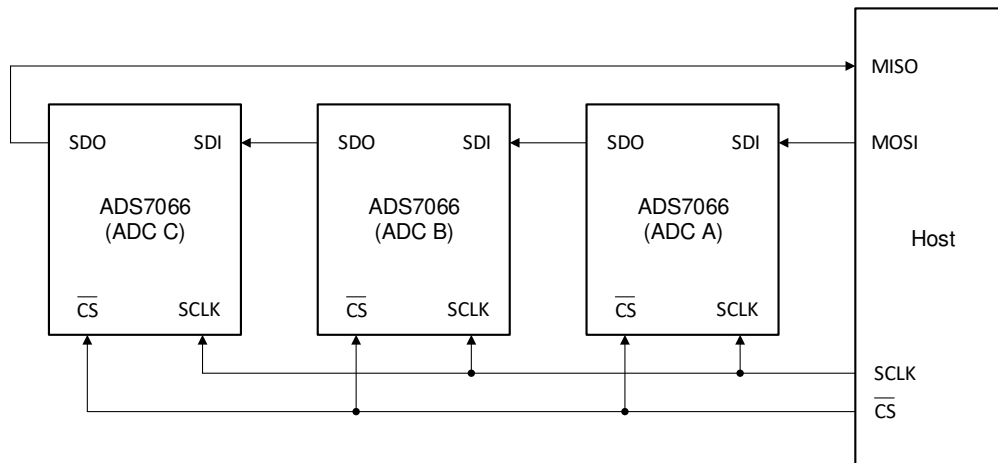 MISO
SDO SDI SDO SDI SDO SDI MOSI
ADS7066 ADS7066 ADS7066
(ADC C) (ADC B) (ADC A) Host
CS SCLK CS SCLK CS SCLK
SCLK
CS